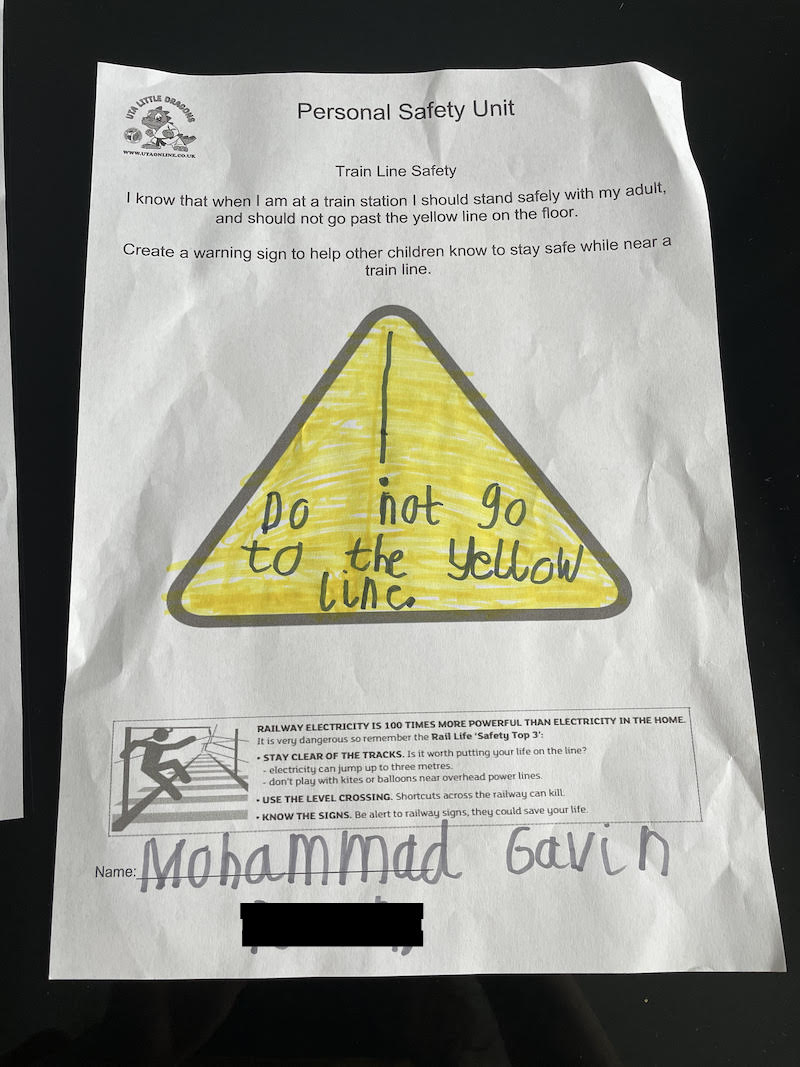 UTA LITTLE DRAGONS
WWW.UTAONLINE.CO.UK
Personal Safety Unit
Train Line Safety
I know that when I am at a train station I should stand safely with my adult,
and should not go past the yellow line on the floor.
Create a warning sign to help other children know to stay safe while near a
train line.
Do not go
to the yellow
line.
RAILWAY ELECTRICITY IS 100 TIMES MORE POWERFUL THAN ELECTRICITY IN THE HOME.
It is very dangerous so remember the Rail Life 'Safety Top 3':
• STAY CLEAR OF THE TRACKS. Is it worth putting your life on the line?
- electricity can jump up to three metres.
- don't play with kites or balloons near overhead power lines.
• USE THE LEVEL CROSSING. Shortcuts across the railway can kill.
• KNOW THE SIGNS. Be alert to railway signs, they could save your life.
Name: Mohammad Gavin